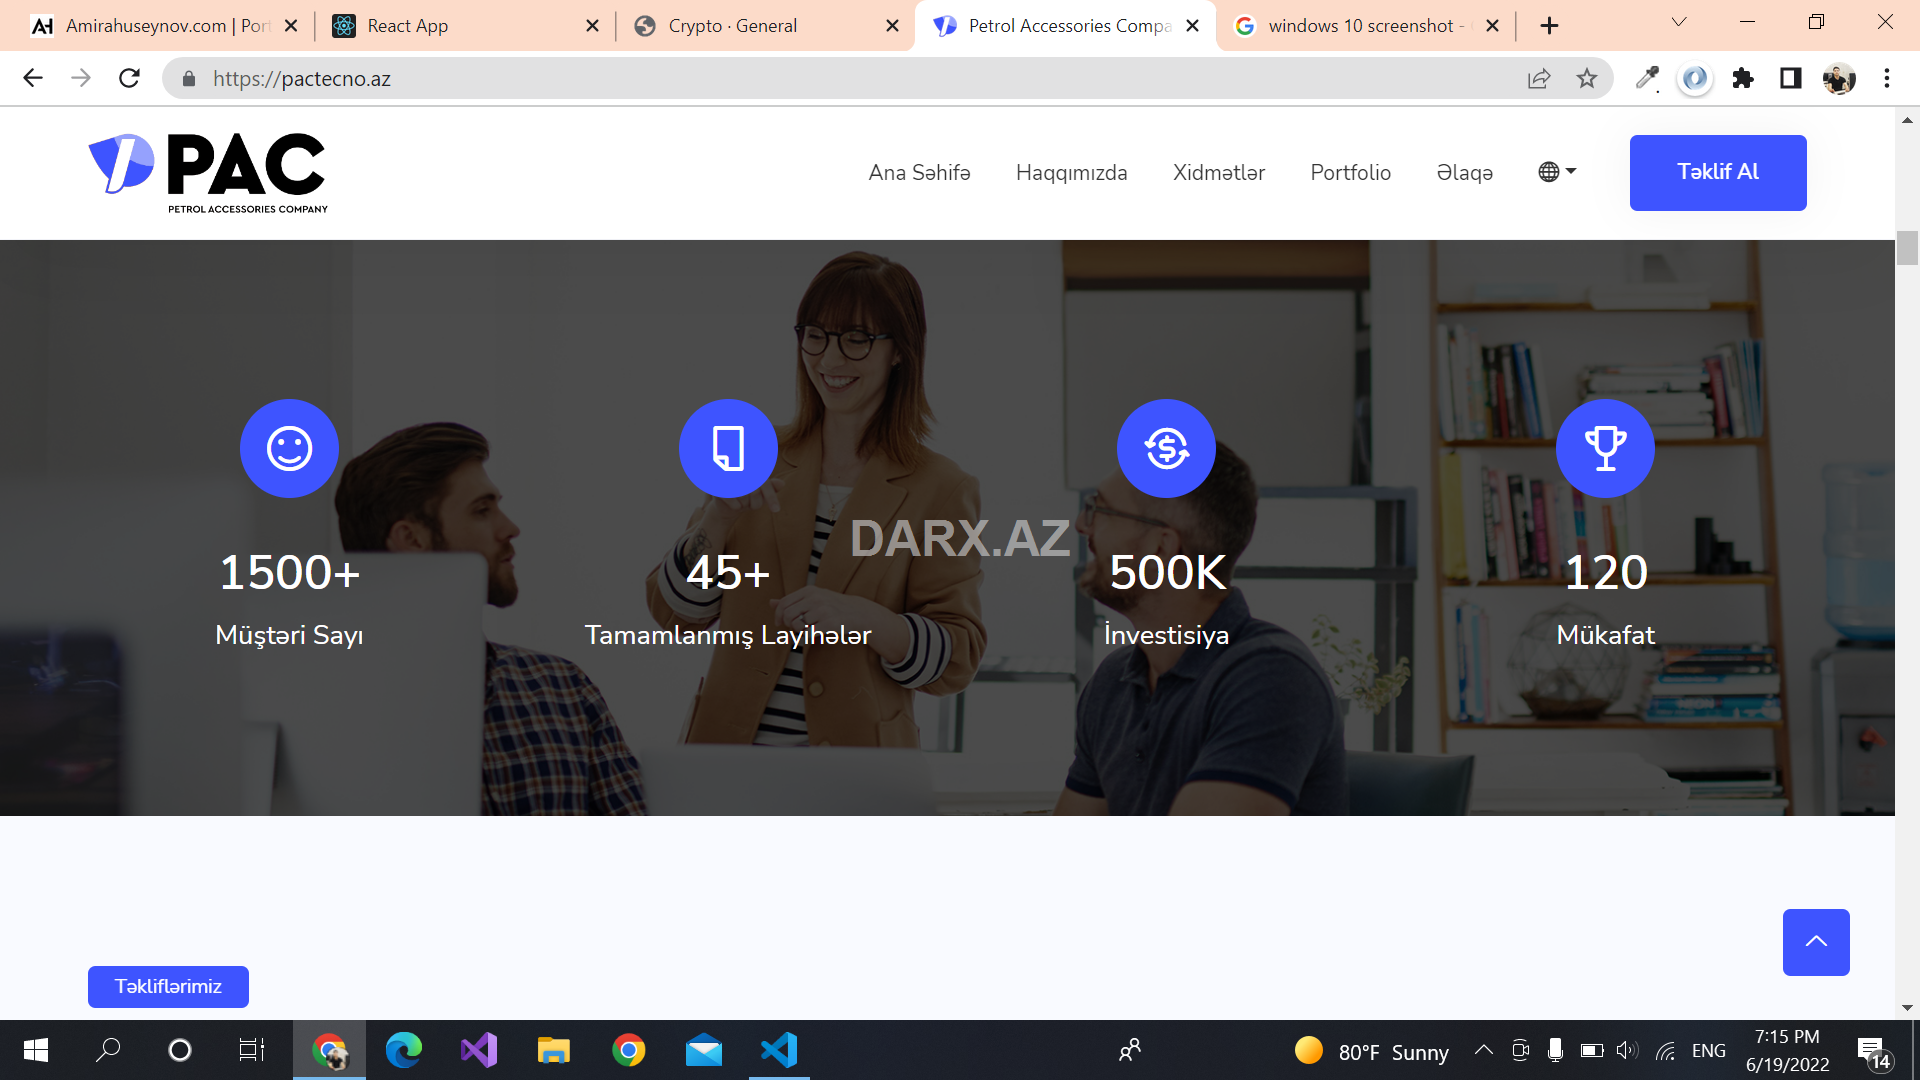 Amirahuseynov.com | Port
React App
Crypto · General
Petrol Accessories Compa
windows 10 screenshot -
https://pactecno.az
PAC
PETROL ACCESSORIES COMPANY
Ana Səhifə
Haqqımızda
Xidmətlər
Portfolio
Əlaqə
Təklif Al
DARX.AZ
1500+
45+
500K
120
Müştəri Sayı
Tamamlanmış Layihələr
İnvestisiya
Mükafat
Təkliflərimiz
80°F Sunny
ENG
7:15 PM
6/19/2022
14